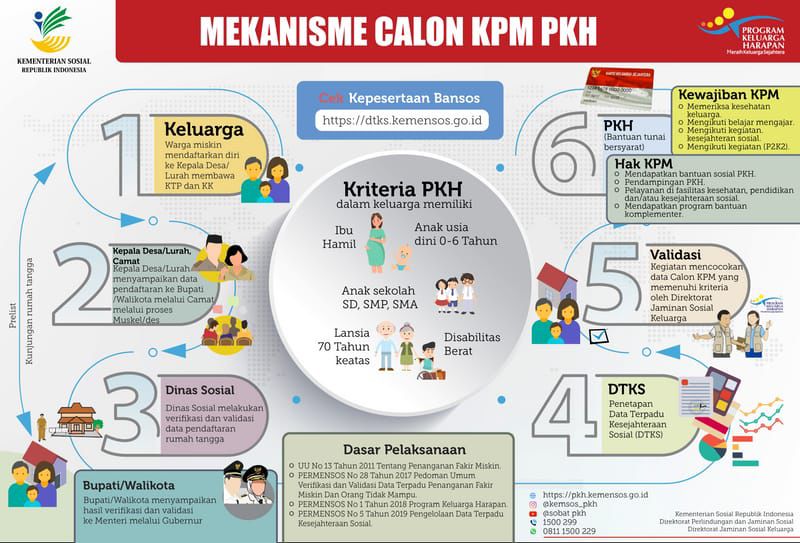 KEMENTERIAN SOSIAL
REPUBLIK INDONESIA
MEKANISME CALON KPM PKH
PROGRAM
KELUARGA
HARAPAN
Meraih Keluarga Sejahtera
Cek Kepesertaan Bansos
https://dtks.kemensos.go.id
1
Keluarga
Warga miskin
mendaftarkan diri
ke Kepala Desa/
Lurah membawa
KTP dan KK
2
Kepala Desa/Lurah,
Camat
Kepala Desa/Lurah
menyampaikan data
pendaftaran ke Bupati
/Walikota melalui Camat
melalui proses
Muskel/des
Prelist
Kunjungan rumah tangga
3
Dinas Sosial
Dinas Sosial melakukan
verifikasi dan validasi
data pendaftaran
rumah tangga
Bupati/Walikota
Bupati/Walikota menyampaikan
hasil verifikasi dan validasi
ke Menteri melalui Gubernur
Kriteria PKH
dalam keluarga memiliki
Ibu
Hamil
Anak usia
dini 0-6 Tahun
Anak sekolah
SD, SMP, SMA
Lansia
70 Tahun
keatas
Disabilitas
Berat
Dasar Pelaksanaan
UU No 13 Tahun 2011 Tentang Penanganan Fakir Miskin.
PERMENSOS No 28 Tahun 2017 Pedoman Umum
Verifikasi dan Validasi Data Terpadu Penanganan Fakir
Miskin Dan Orang Tidak Mampu.
PERMENSOS No 1 Tahun 2018 Program Keluarga Harapan.
PERMENSOS No 5 Tahun 2019 Pengelolaan Data Terpadu
Kesejahteraan Sosial.
4
DTKS
Penetapan
Data Terpadu
Kesejahteraan
Sosial (DTKS)
5
Validasi
Kegiatan mencocokan
data Calon KPM yang
memenuhi kriteria
oleh Direktorat
Jaminan Sosial
Keluarga
PROGRAM
KELUARGA
HARAPAN
6
PKH
(Bantuan tunai
bersyarat)
KARTU KELUARGA SEJAHTERA
Kewajiban KPM
Memeriksa kesehatan
keluarga.
Mengikuti belajar mengajar.
Mengikuti kegiatan
kesejahteraan sosial.
Mengikuti kegiatan (P2K2).
Hak KPM
Mendapatkan bantuan sosial PKH.
Pendampingan PKH.
Pelayanan di fasilitas kesehatan, pendidikan
dan/atau kesejahteraan sosial.
Mendapatkan program bantuan
komplementer.
https://pkh.kemensos.go.id
@kemsos_pkh
@sobat pkh
1500 299
0811 1500 229
Kementerian Sosial Republik Indonesia
Direktorat Perlindungan dan Jaminan Sosial
Direktorat Jaminan Sosial Keluarga